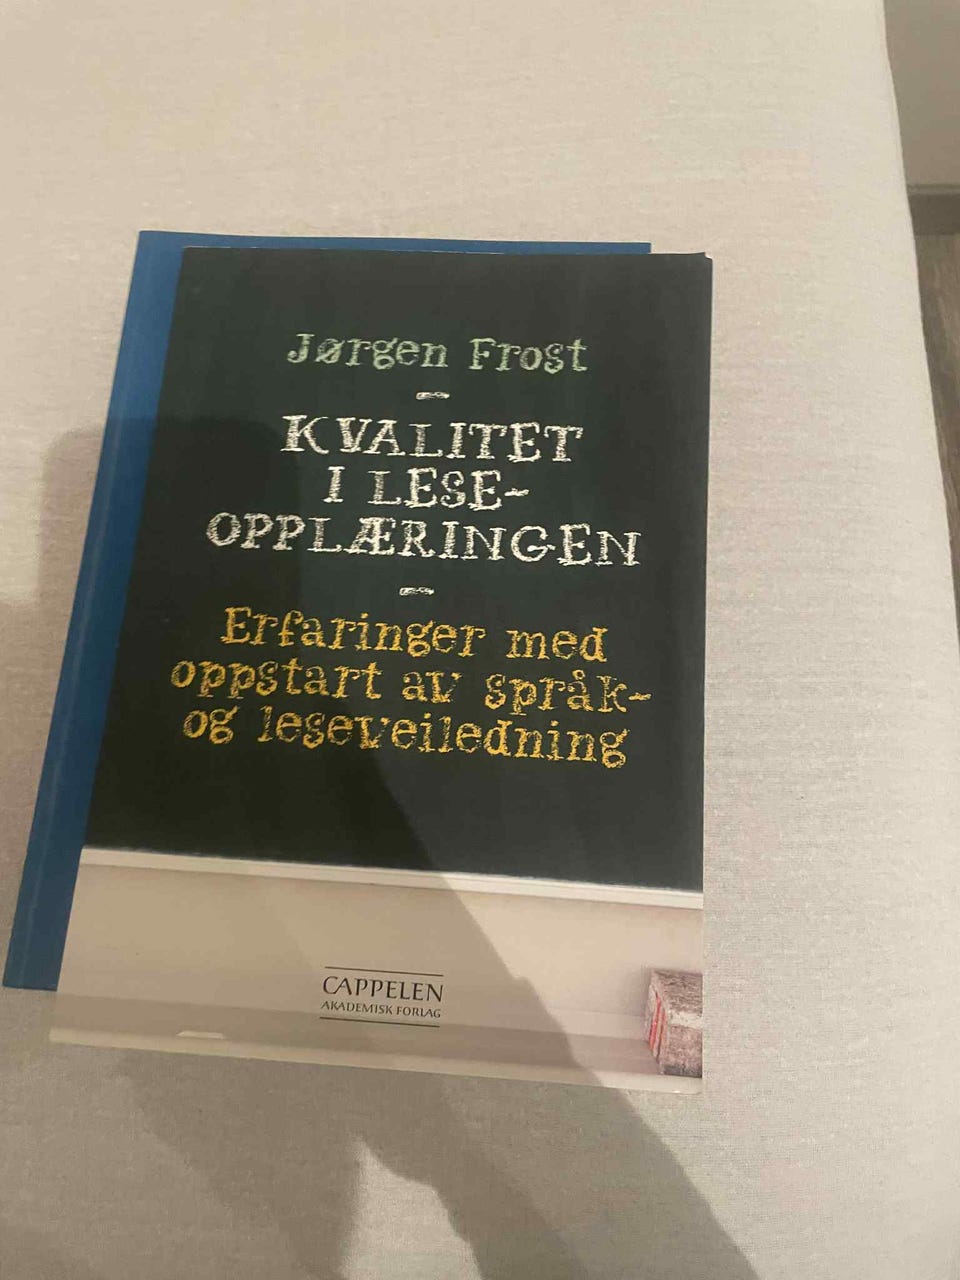 Jørgen Frost
KVALITET
I LESE-
OPPLÆRINGEN
Erfaringer med
oppstart av språk-
og leseveiledning
CAPPELEN
AKADEMISK FORLAG